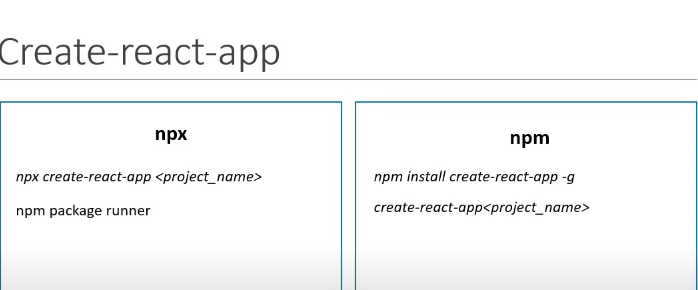 Create-react-app
npx
npx create-react-app <project_name>
npm package runner
npm
npm install create-react-app -g
create-react-app<project_name>